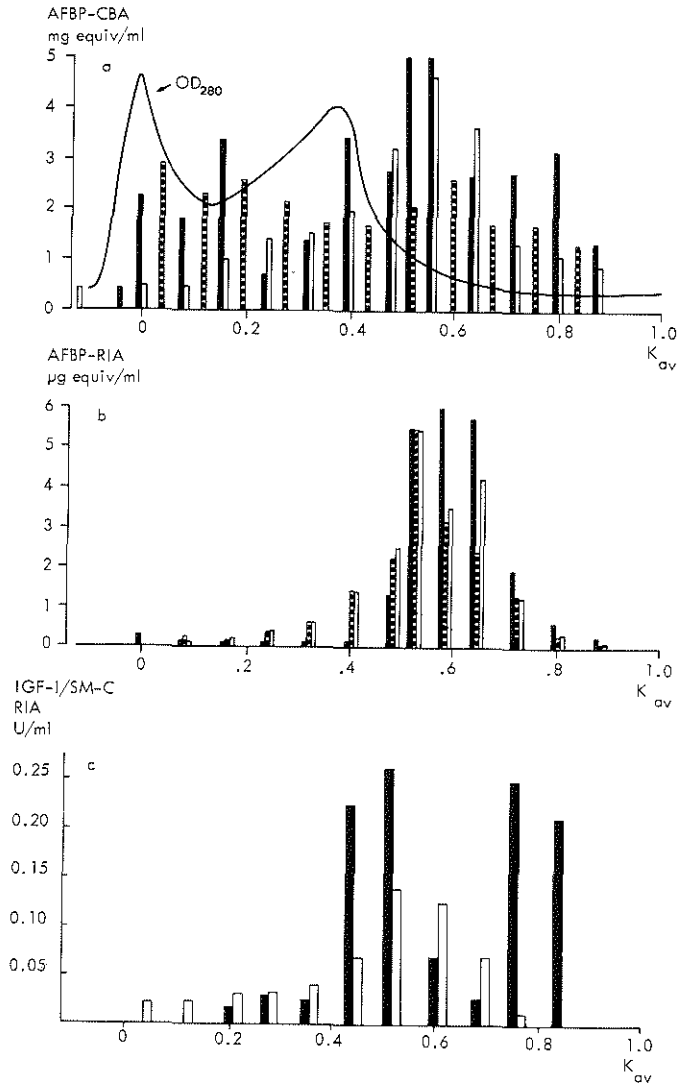 AFBP-CBA
mg equiv/ml
a
OD280
5
4
3
2
1
0
0 0.2 0.4 0.6 0.8 1.0
Kav
AFBP-RIA
µg equiv/ml
b
6
5
4
3
2
1
0
0 .2 .4 .6 .8 1.0
Kav
IGF-I/SM-C
RIA
U/ml
c
0.25
0.20
0.15
0.10
0.05
0 0.2 0.4 0.6 0.8 1.0
Kav